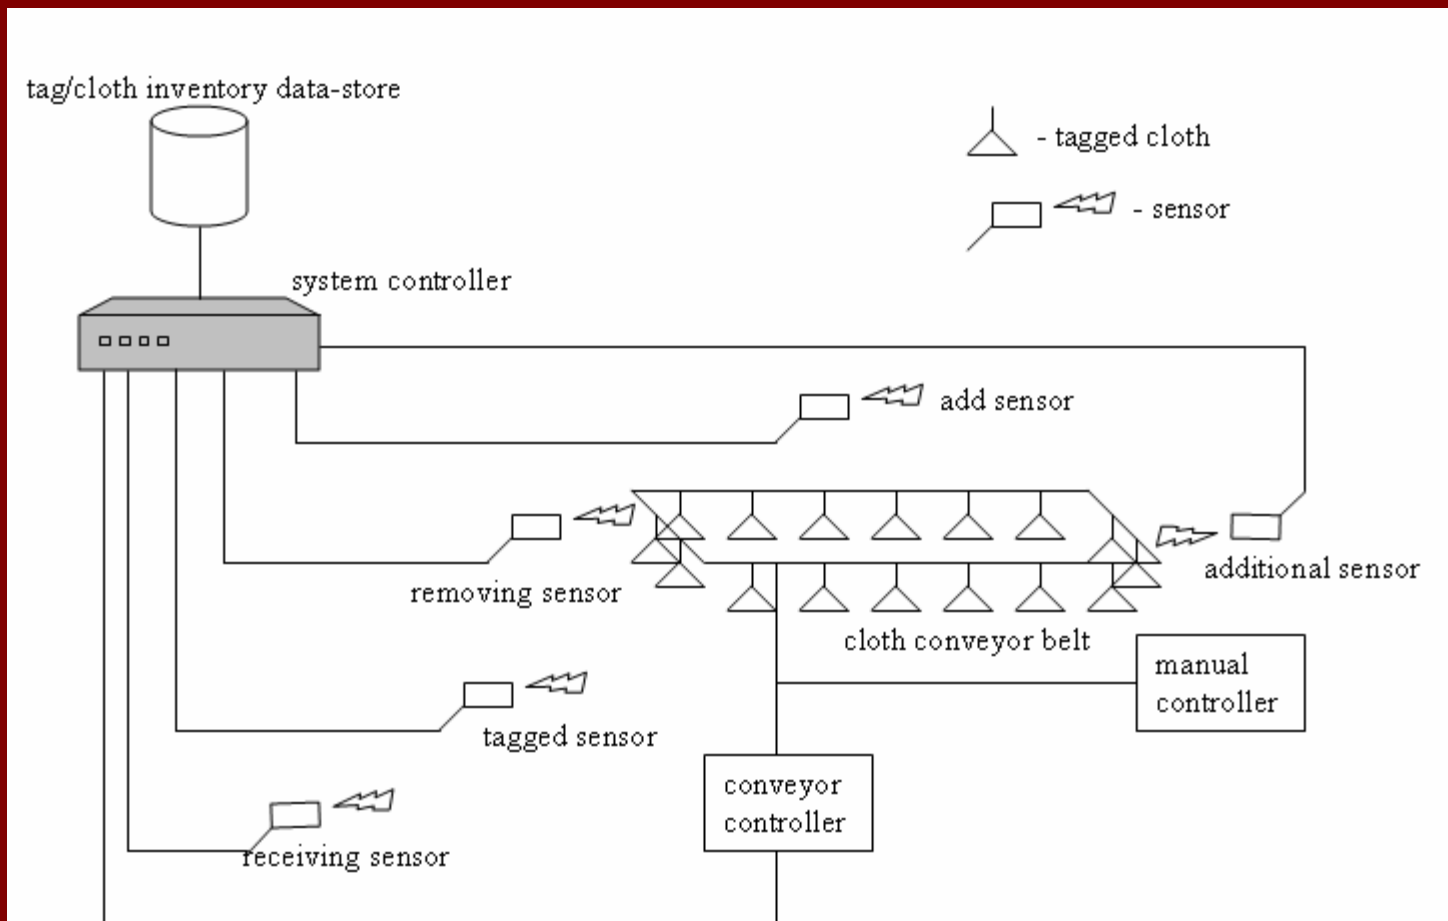 tag/cloth inventory data-store
- tagged cloth
- sensor
system controller
add sensor
removing sensor
additional sensor
cloth conveyor belt
manual
controller
tagged sensor
conveyor
controller
receiving sensor